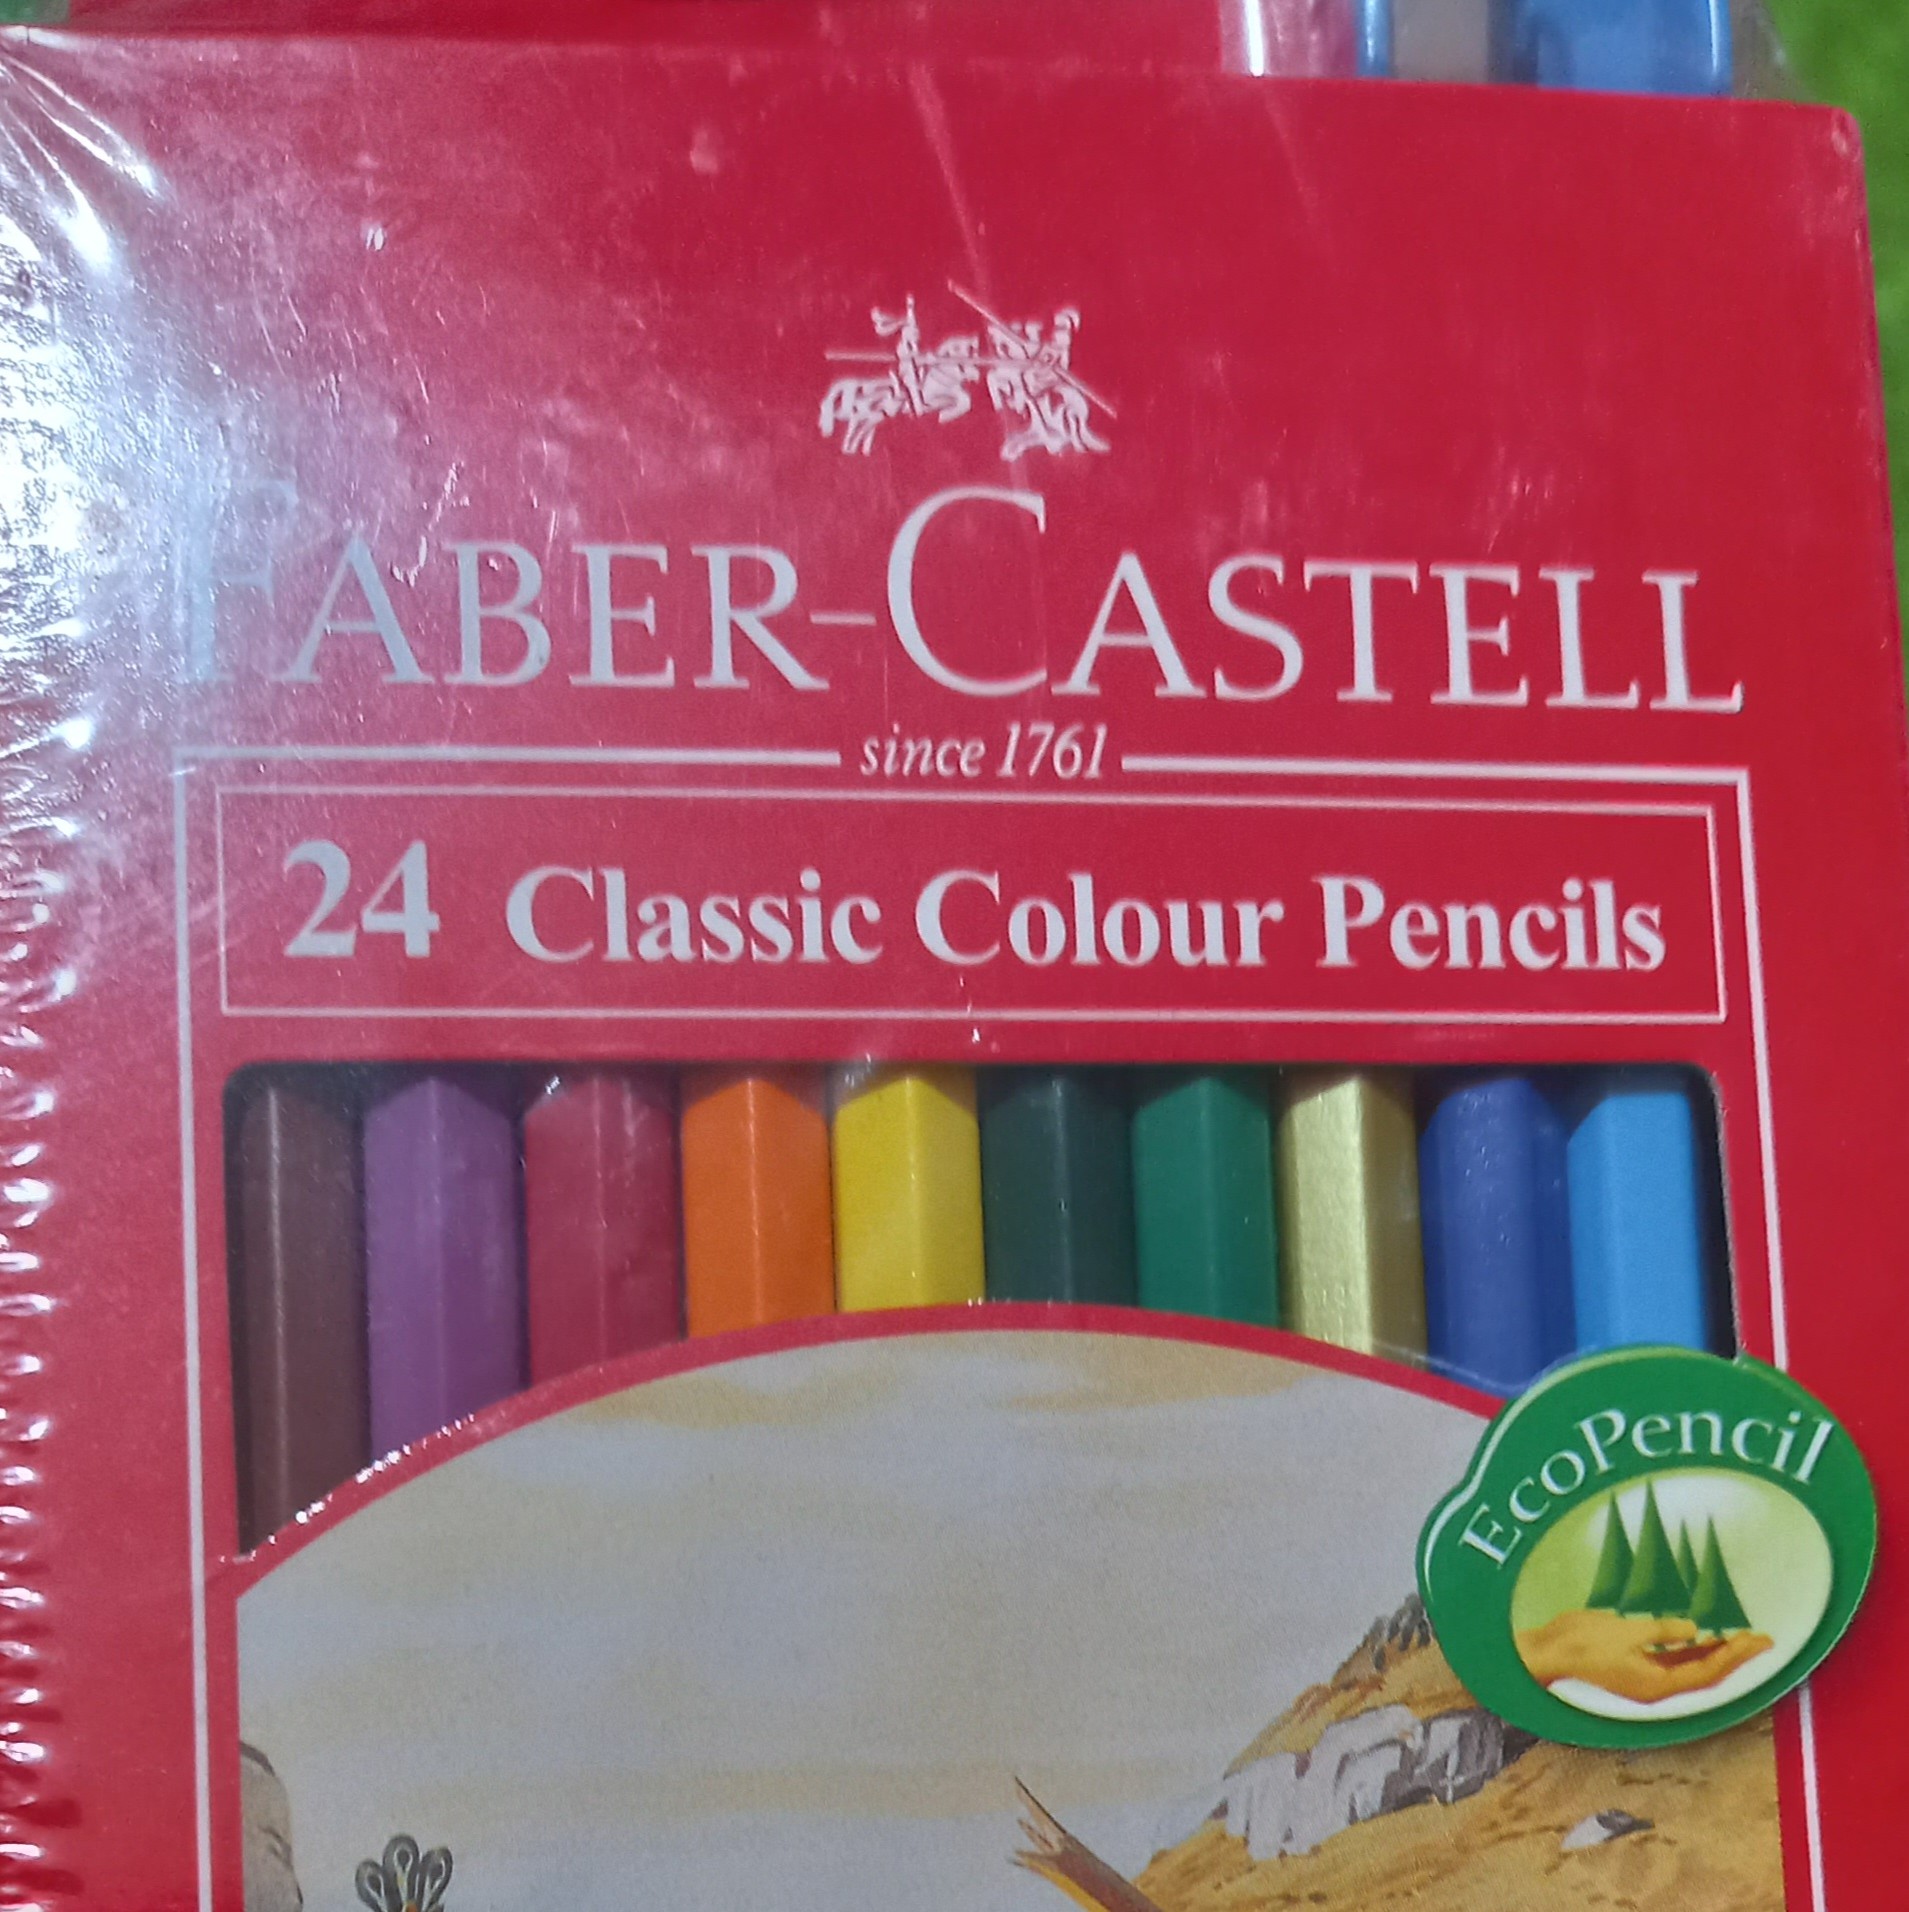 FABER-CASTELL
since 1761
24 Classic Colour Pencils
EcoPencil